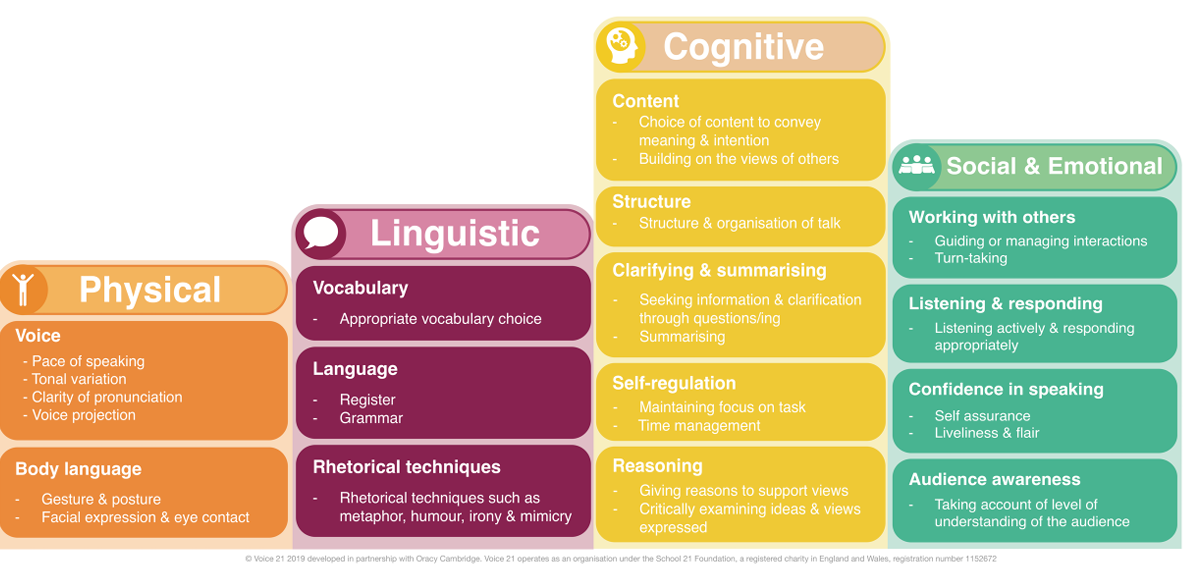 Physical
Voice
- Pace of speaking
- Tonal variation
- Clarity of pronunciation
- Voice projection
Body language
- Gesture & posture
- Facial expression & eye contact
Linguistic
Vocabulary
- Appropriate vocabulary choice
Language
- Register
- Grammar
Rhetorical techniques
- Rhetorical techniques such as
metaphor, humour, irony & mimicry
Cognitive
Content
- Choice of content to convey
meaning & intention
- Building on the views of others
Structure
- Structure & organisation of talk
Clarifying & summarising
- Seeking information & clarification
through questions/ing
- Summarising
Self-regulation
- Maintaining focus on task
- Time management
Reasoning
- Giving reasons to support views
- Critically examining ideas & views
expressed
Social & Emotional
Working with others
- Guiding or managing interactions
- Turn-taking
Listening & responding
- Listening actively & responding
appropriately
Confidence in speaking
- Self assurance
- Liveliness & flair
Audience awareness
- Taking account of level of
understanding of the audience
© Voice 21 2019 developed in partnership with Oracy Cambridge. Voice 21 operates as an organisation under the School 21 Foundation, a registered charity in England and Wales, registration number 1152672